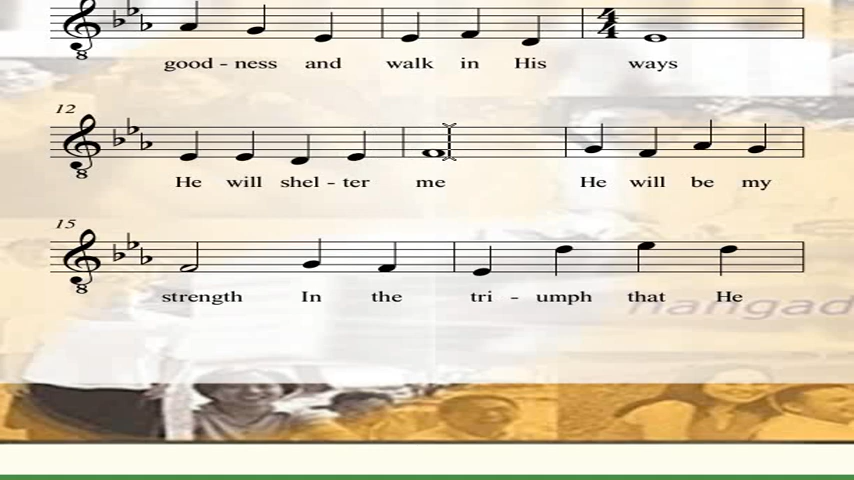 good - ness and walk in His ways
12
He will shel - ter me He will be my
15
strength In the tri - umph that He
hangad